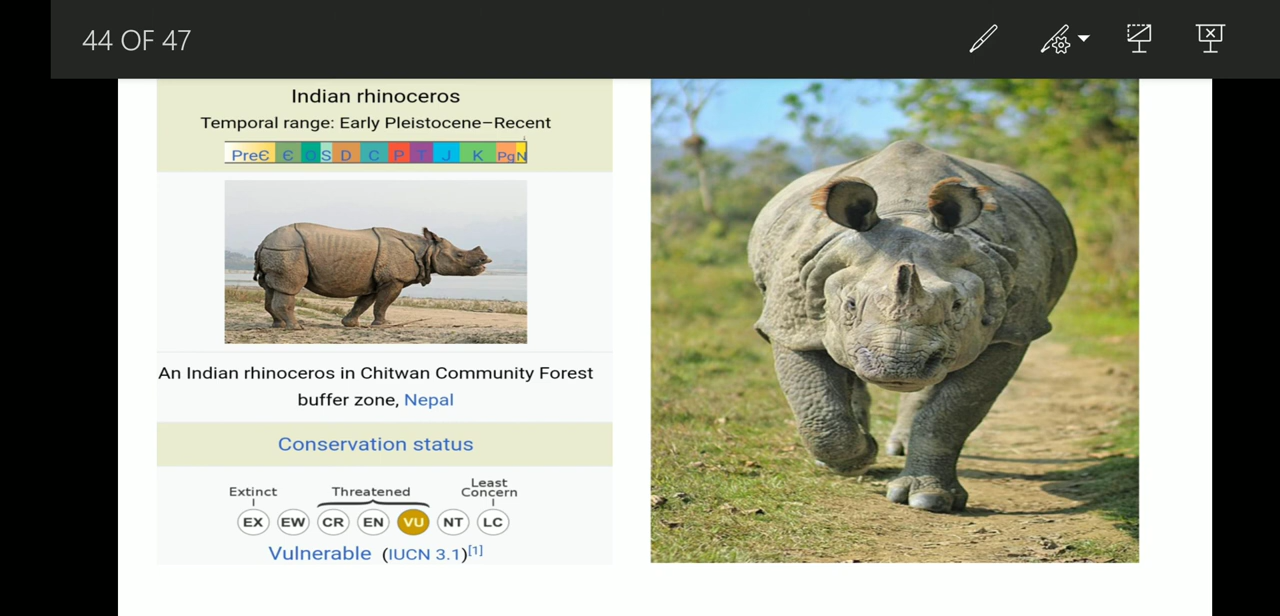 44 OF 47
Indian rhinoceros
Temporal range: Early Pleistocene–Recent
PreꞒ Ꞓ O S D C P T J K Pg N
An Indian rhinoceros in Chitwan Community Forest
buffer zone, Nepal
Conservation status
Extinct Threatened Least Concern
EX EW CR EN VU NT LC
Vulnerable (IUCN 3.1)[1]